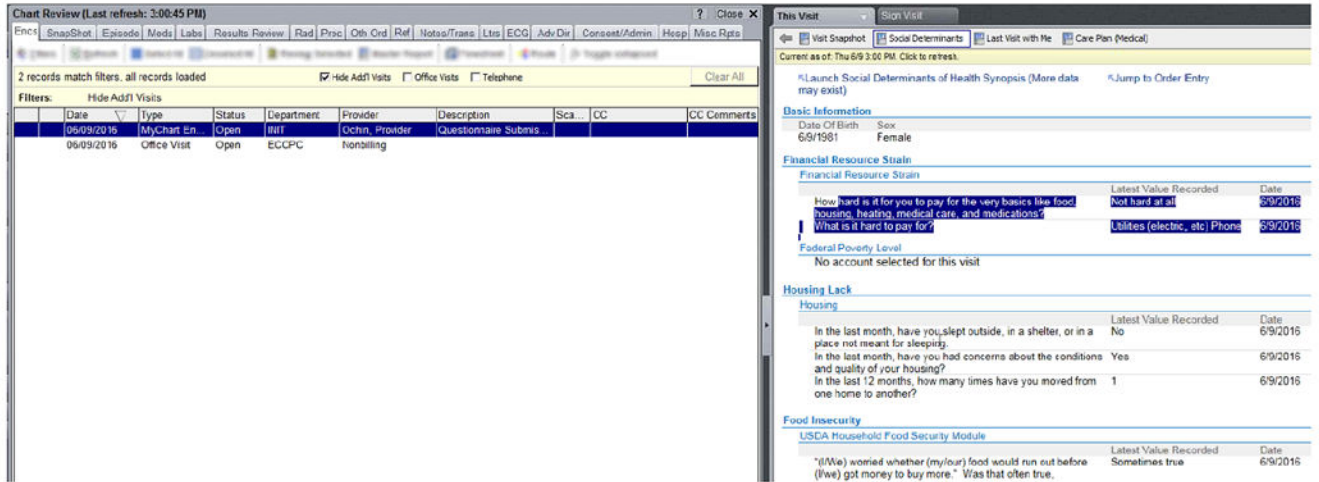 Chart Review (Last refresh: 3:00:45 PM)
? Close X
Encs SnapShot Episode Meds Labs Results Review Rad Proc Oth Ord Ref Notes/Trans Ltrs ECG Adv Dir Consent/Admin Hosp Misc Rpts
2 records match filters, all records loaded
Hide Add'l Visits Office Visits Telephone
Clear All
Filters: Hide Add'l Visits
Date Type Status Department Provider Description Sca... CC CC Comments
06/09/2016 MyChart En... Open INIT Ochin, Provider Questionnaire Submis...
06/09/2016 Office Visit Open ECCPC Nonbilling
This Visit Sign Visit
Visit Snapshot Social Determinants Last Visit with Me Care Plan (Medical)
Current as of: Thu 6/9 3:00 PM. Click to refresh.
Launch Social Determinants of Health Synopsis (More data may exist)
Jump to Order Entry
Basic Information
Date Of Birth Sex
6/9/1981 Female
Financial Resource Strain
Financial Resource Strain
Latest Value Recorded Date
How hard is it for you to pay for the very basics like food, Not hard at all 6/9/2016
housing, heating, medical care, and medications?
What is it hard to pay for? Utilities (electric, etc) Phone 6/9/2016
Federal Poverty Level
No account selected for this visit
Housing Lack
Housing
Latest Value Recorded Date
In the last month, have you slept outside, in a shelter, or in a No 6/9/2016
place not meant for sleeping.
In the last month, have you had concerns about the conditions Yes 6/9/2016
and quality of your housing?
In the last 12 months, how many times have you moved from 1 6/9/2016
one home to another?
Food Insecurity
USDA Household Food Security Module
Latest Value Recorded Date
"(I/We) worried whether (my/our) food would run out before Sometimes true 6/9/2016
(I/we) got money to buy more." Was that often true,